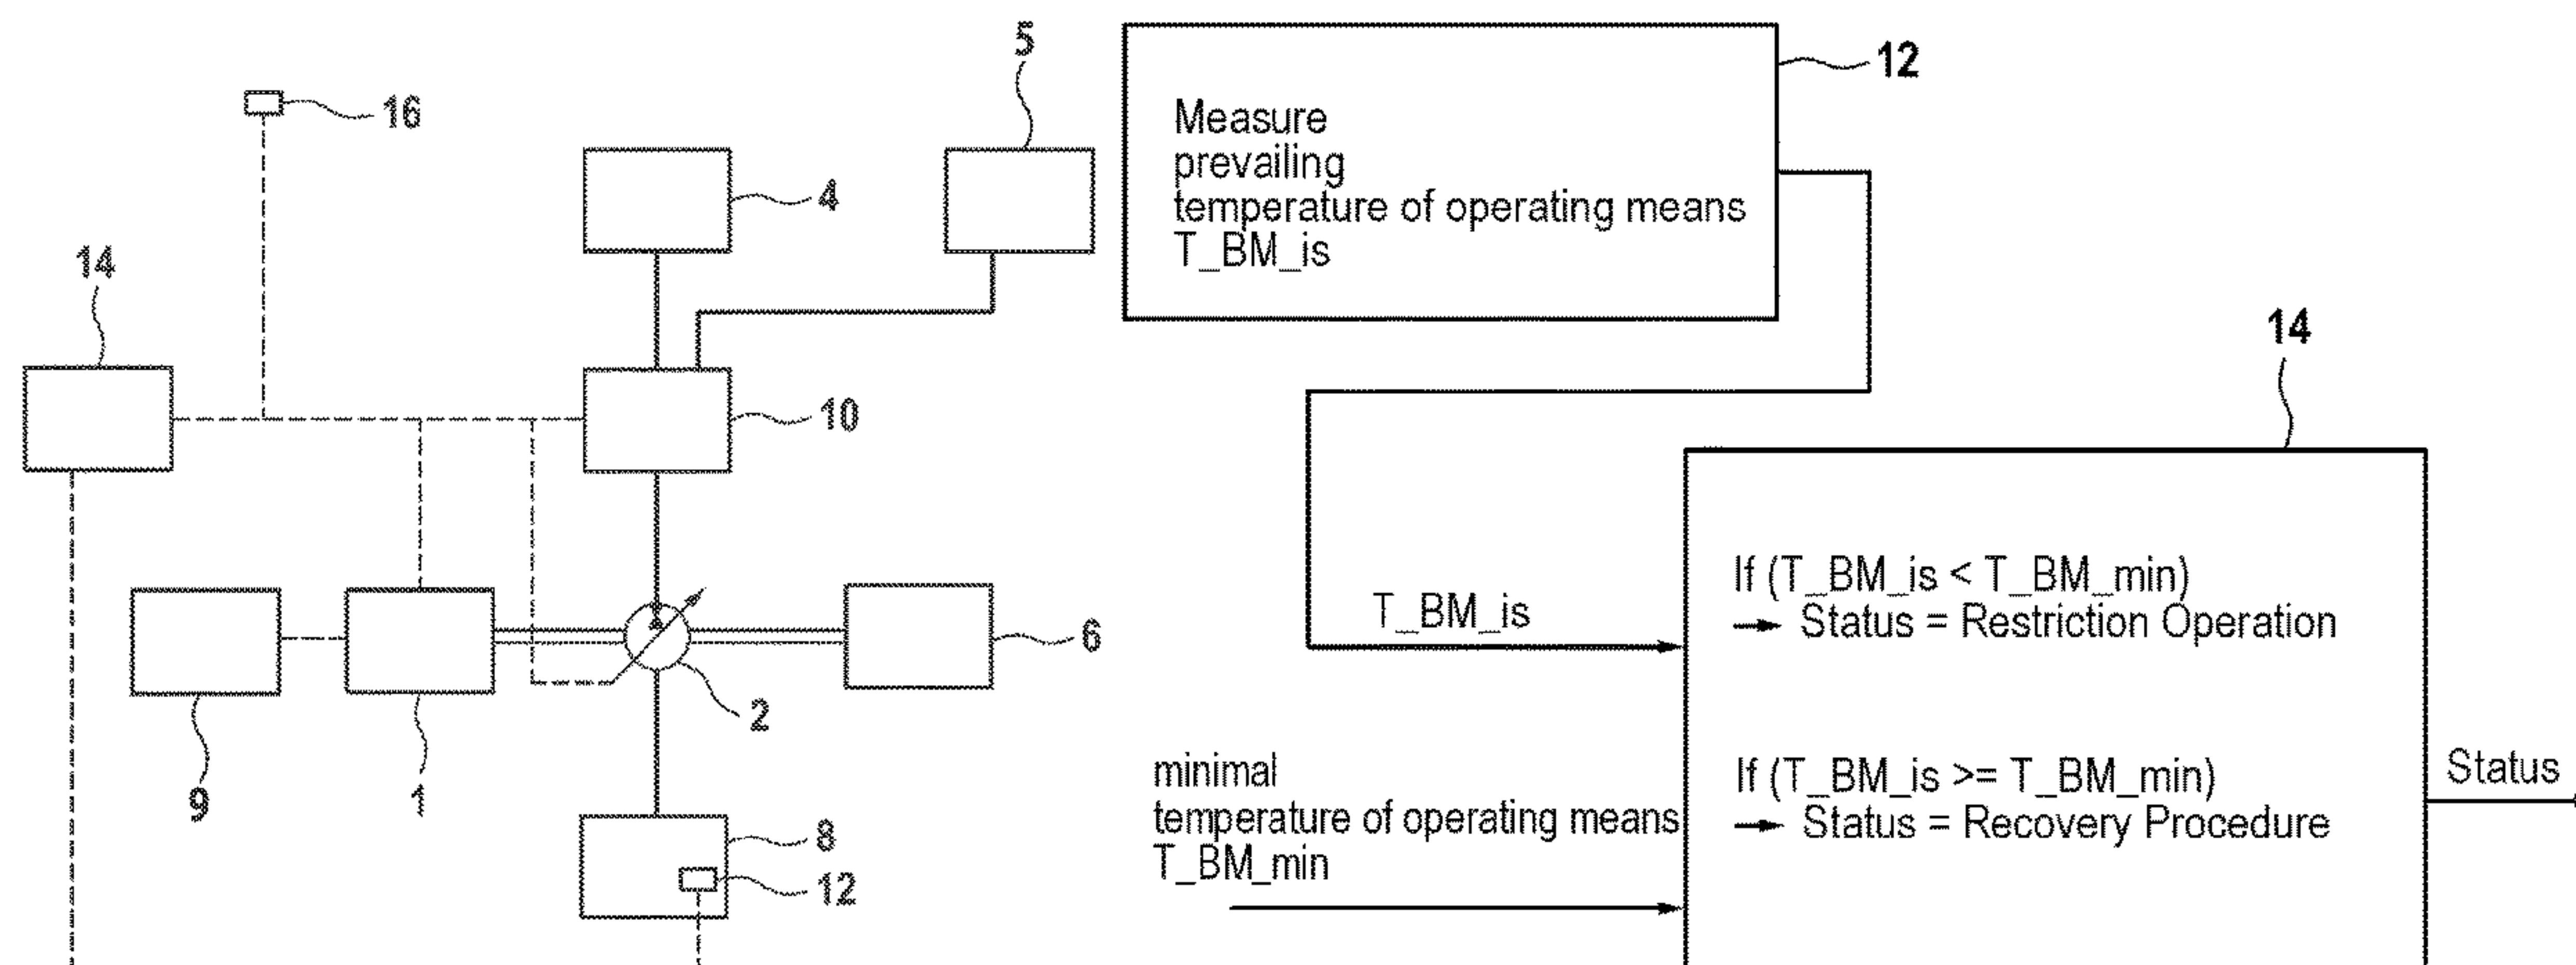 16
5
4
14
10
9
1
2
6
8
12
12
Measure
prevailing
temperature of operating means
T_BM_is
14
T_BM_is
minimal
temperature of operating means
T_BM_min
If (T_BM_is < T_BM_min)
→ Status = Restriction Operation
If (T_BM_is >= T_BM_min)
→ Status = Recovery Procedure
Status